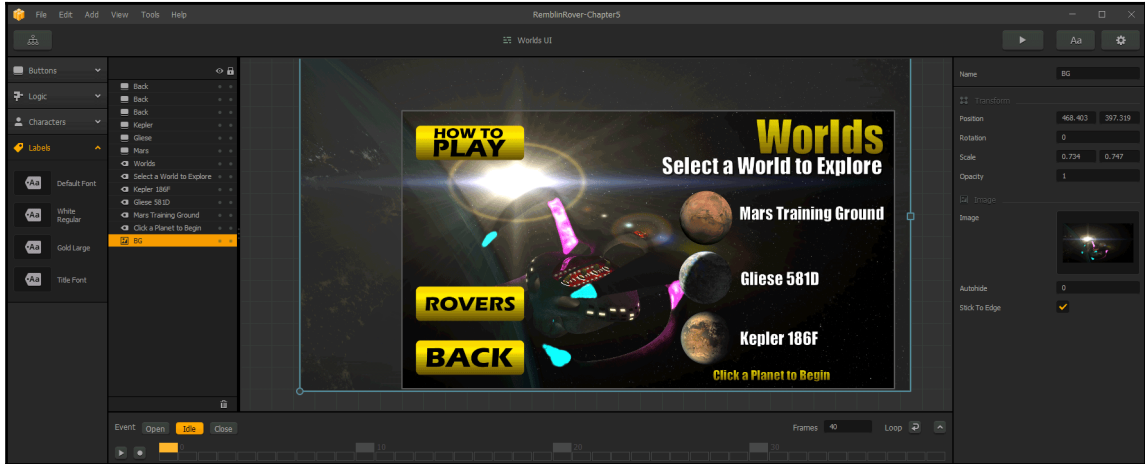 File Edit Add View Tools Help
RemblinRover-Chapter5
Worlds UI
Aa
Buttons
Logic
Characters
Labels
Aa Default Font
Aa White
Regular
Aa Gold Large
Aa Title Font
Back
Back
Back
Kepler
Gliese
Mars
Worlds
Select a World to Explore
Kepler 186F
Gliese 581D
Mars Training Ground
Click a Planet to Begin
BG
HOW TO
PLAY
Worlds
Select a World to Explore
Mars Training Ground
Gliese 581D
ROVERS
Kepler 186F
BACK
Click a Planet to Begin
Name BG
Transform
Position 468.403 397.319
Rotation 0
Scale 0.734 0.747
Opacity 1
Image
Image
Autohide 0
Stick To Edge
Event Open Idle Close
Frames 40 Loop
0 10 20 30